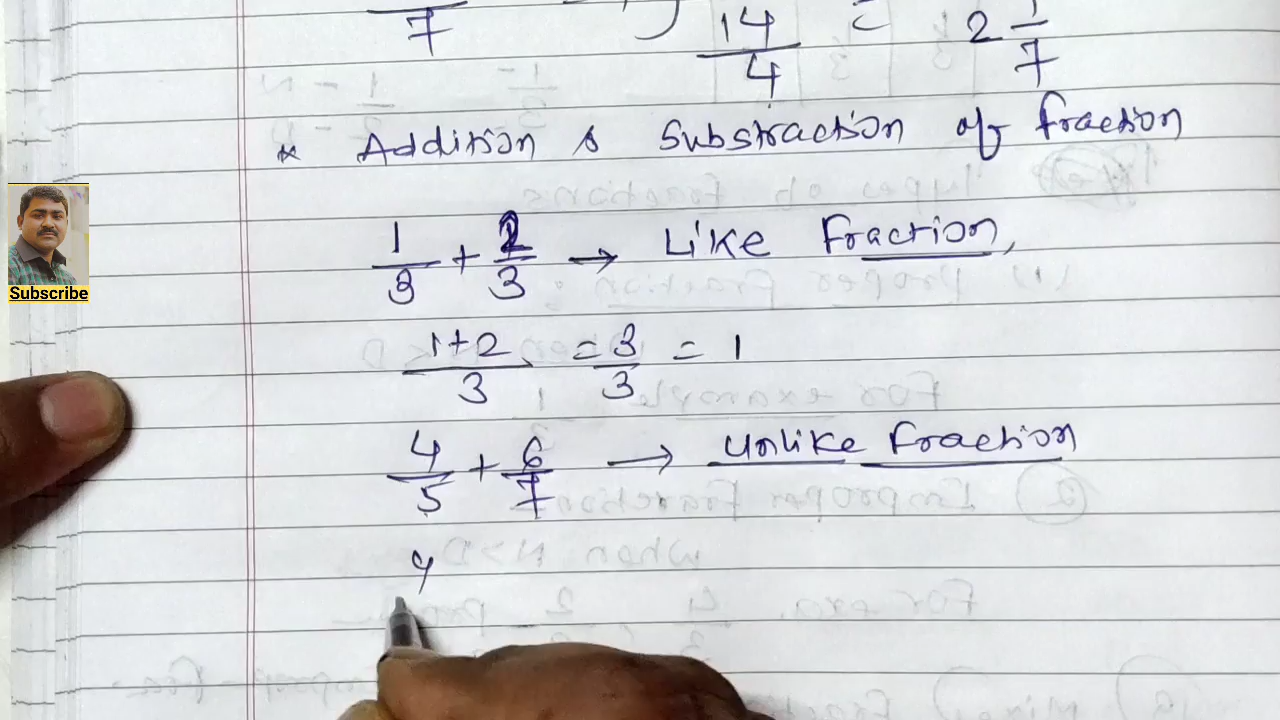 7 14/4 = 2 1/7
* Addition & Substraction of fraction
1/3 + 2/3 → Like Fraction,
Subscribe
1+2/3 = 3/3 = 1
4/5 + 6/7 → Unlike Fraction
4